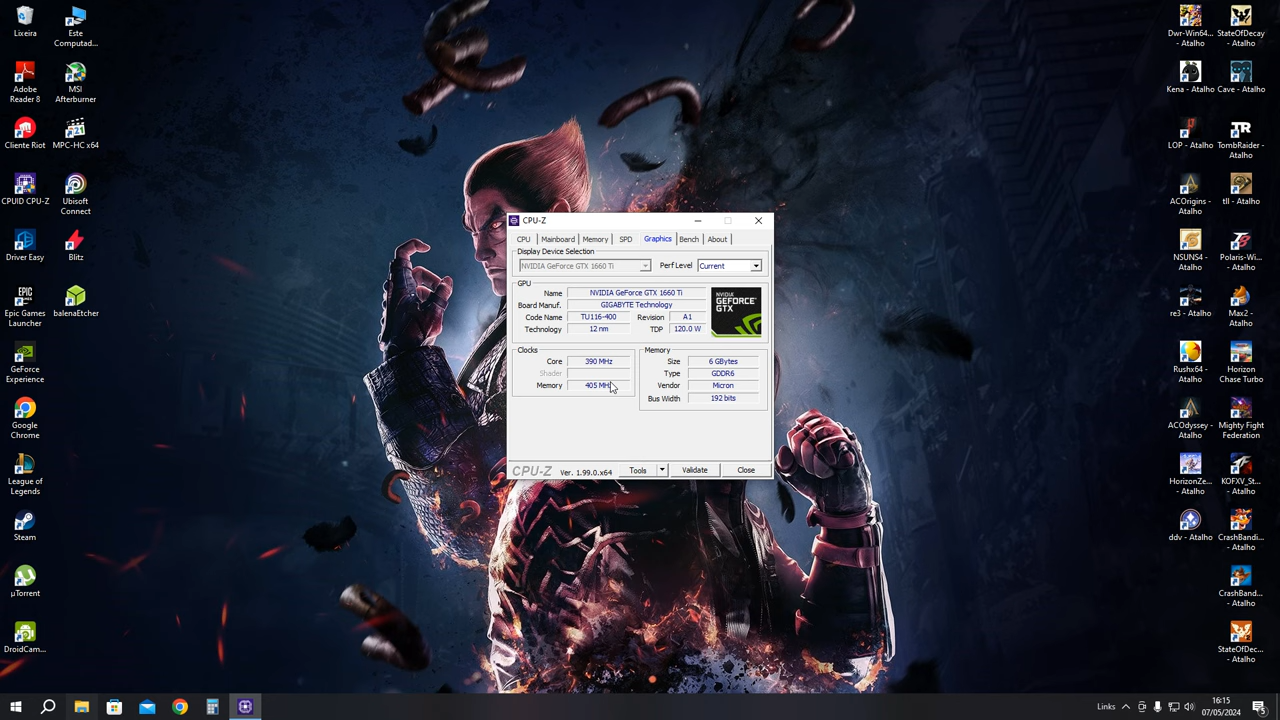 Lixeira
Este
Computad...
Adobe
Reader 8
MSI
Afterburner
Cliente Riot
MPC-HC x64
CPUID CPU-Z
Ubisoft
Connect
Driver Easy
Blitz
Epic Games
Launcher
balenaEtcher
GeForce
Experience
Google
Chrome
League of
Legends
Steam
µTorrent
DroidCam...
CPU-Z
CPU
Mainboard
Memory
SPD
Graphics
Bench
About
Display Device Selection
NVIDIA GeForce GTX 1660 Ti
Perf Level
Current
GPU
Name
NVIDIA GeForce GTX 1660 Ti
Board Manuf.
GIGABYTE Technology
Code Name
TU116-400
Revision
A1
Technology
12 nm
TDP
120.0 W
NVIDIA
GEFORCE
GTX
Clocks
Core
390 MHz
Shader
Memory
405 MHz
Memory
Size
6 GBytes
Type
GDDR6
Vendor
Micron
Bus Width
192 bits
CPU-Z
Ver. 1.99.0.x64
Tools
Validate
Close
Dwr-Win64...
- Atalho
StateOfDecay
- Atalho
Kena - Atalho
Cave - Atalho
LOP - Atalho
TombRaider -
Atalho
ACOrigins -
Atalho
tll - Atalho
NSUNS4 -
Atalho
Polaris-Wi...
- Atalho
re3 - Atalho
Max2 -
Atalho
Rushx64 -
Atalho
Horizon
Chase Turbo
ACOdyssey -
Atalho
Mighty Fight
Federation
HorizonZe...
- Atalho
KOFXV_St...
- Atalho
ddv - Atalho
CrashBandi...
- Atalho
CrashBand...
- Atalho
StateOfDec...
- Atalho
Links
16:15
07/05/2024
5